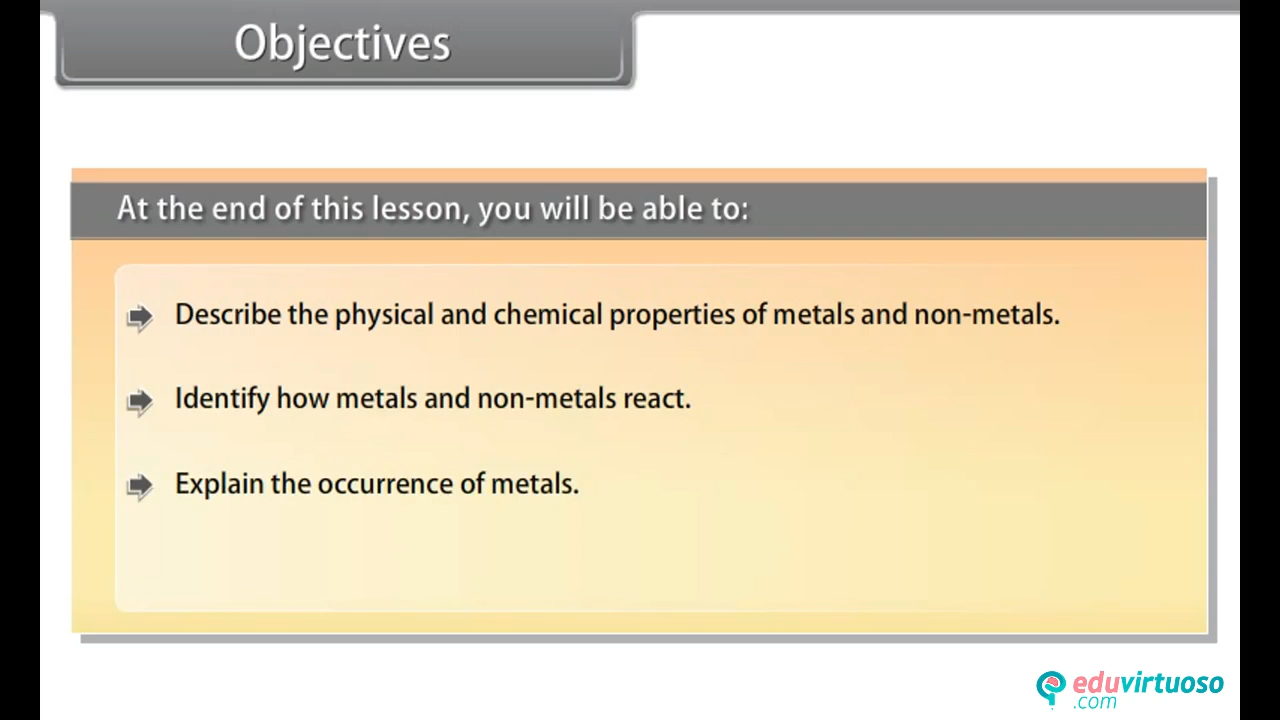 Objectives
At the end of this lesson, you will be able to:
Describe the physical and chemical properties of metals and non-metals.
Identify how metals and non-metals react.
Explain the occurrence of metals.
eduvirtuoso
.com